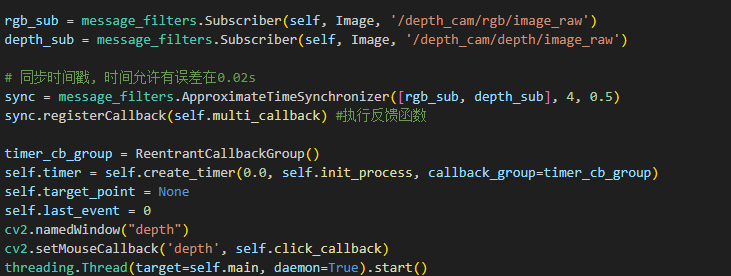 rgb_sub = message_filters.Subscriber(self, Image, '/depth_cam/rgb/image_raw')
depth_sub = message_filters.Subscriber(self, Image, '/depth_cam/depth/image_raw')
# 同步时间戳, 时间允许有误差在0.02s
sync = message_filters.ApproximateTimeSynchronizer([rgb_sub, depth_sub], 4, 0.5)
sync.registerCallback(self.multi_callback) #执行反馈函数
timer_cb_group = ReentrantCallbackGroup()
self.timer = self.create_timer(0.0, self.init_process, callback_group=timer_cb_group)
self.target_point = None
self.last_event = 0
cv2.namedWindow("depth")
cv2.setMouseCallback('depth', self.click_callback)
threading.Thread(target=self.main, daemon=True).start()